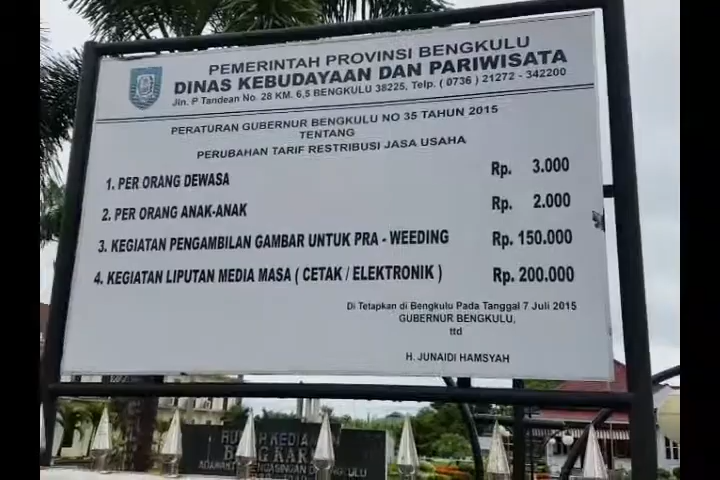 PEMERINTAH PROVINSI BENGKULU
DINAS KEBUDAYAAN DAN PARIWISATA
Jln. P Tandean No. 28 KM. 6,5 BENGKULU 38225, Telp. ( 0736 ) 21272 - 342200
PERATURAN GUBERNUR BENGKULU NO 35 TAHUN 2015
TENTANG
PERUBAHAN TARIF RESTRIBUSI JASA USAHA
1. PER ORANG DEWASA Rp. 3.000
2. PER ORANG ANAK-ANAK Rp. 2.000
3. KEGIATAN PENGAMBILAN GAMBAR UNTUK PRA - WEEDING Rp. 150.000
4. KEGIATAN LIPUTAN MEDIA MASA ( CETAK / ELEKTRONIK ) Rp. 200.000
Di Tetapkan di Bengkulu Pada Tanggal 7 Juli 2015
GUBERNUR BENGKULU,
ttd
H. JUNAIDI HAMSYAH
KEDIAMAN
BUNG KARNO